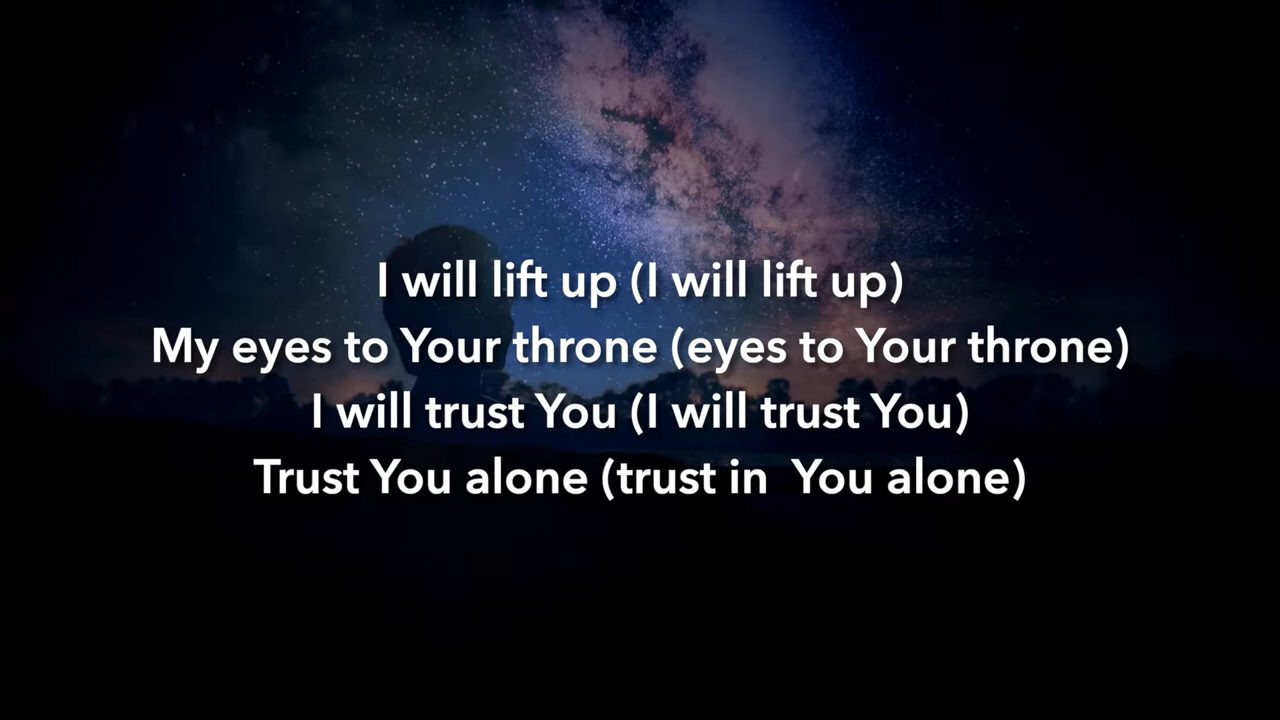 I will lift up (I will lift up)
My eyes to Your throne (eyes to Your throne)
I will trust You (I will trust You)
Trust You alone (trust in  You alone)